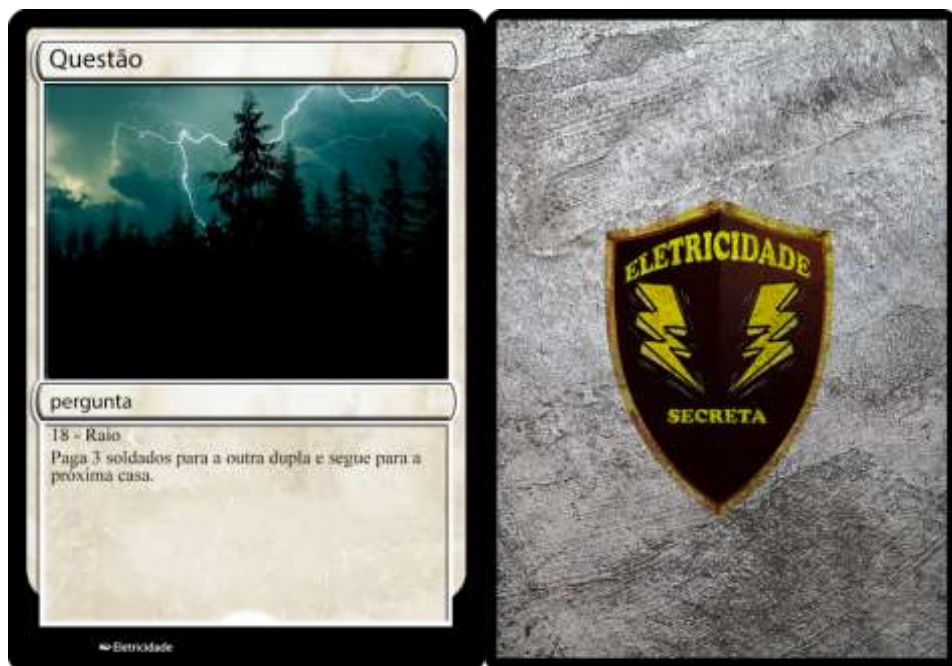 Questão
pergunta
18 - Raio
Paga 3 soldados para a outra dupla e segue para a
próxima casa.
Eletricidade
ELETRICIDADE
SECRETA